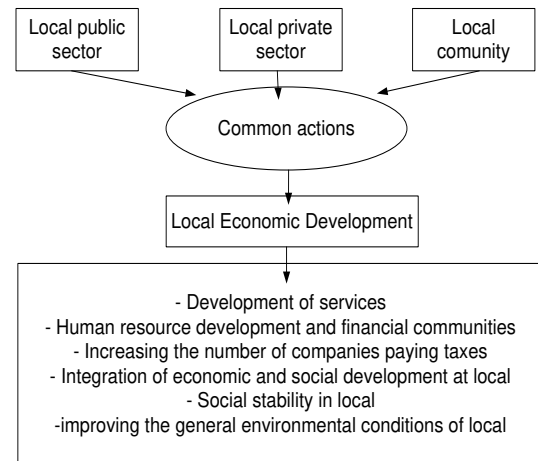 Local public
sector
Local private
sector
Local
comunity
Common actions
Local Economic Development
- Development of services
- Human resource development and financial communities
- Increasing the number of companies paying taxes
- Integration of economic and social development at local
- Social stability in local
-improving the general environmental conditions of local